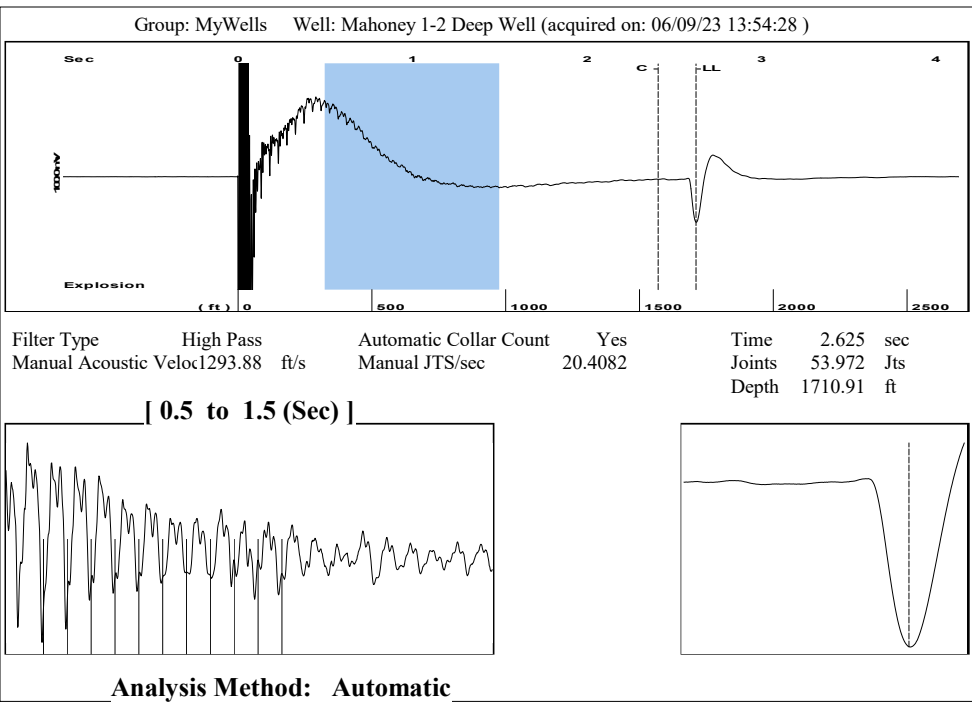 Group: MyWells Well: Mahoney 1-2 Deep Well (acquired on: 06/09/23 13:54:28 )
Sec 0 1 2 3 4
C LL
Explosion
( ft ) 0 500 1000 1500 2000 2500
Filter Type High Pass Automatic Collar Count Yes Time 2.625 sec
Manual Acoustic Veloc1293.88 ft/s Manual JTS/sec 20.4082 Joints 53.972 Jts
Depth 1710.91 ft
[ 0.5 to 1.5 (Sec) ]
Analysis Method: Automatic